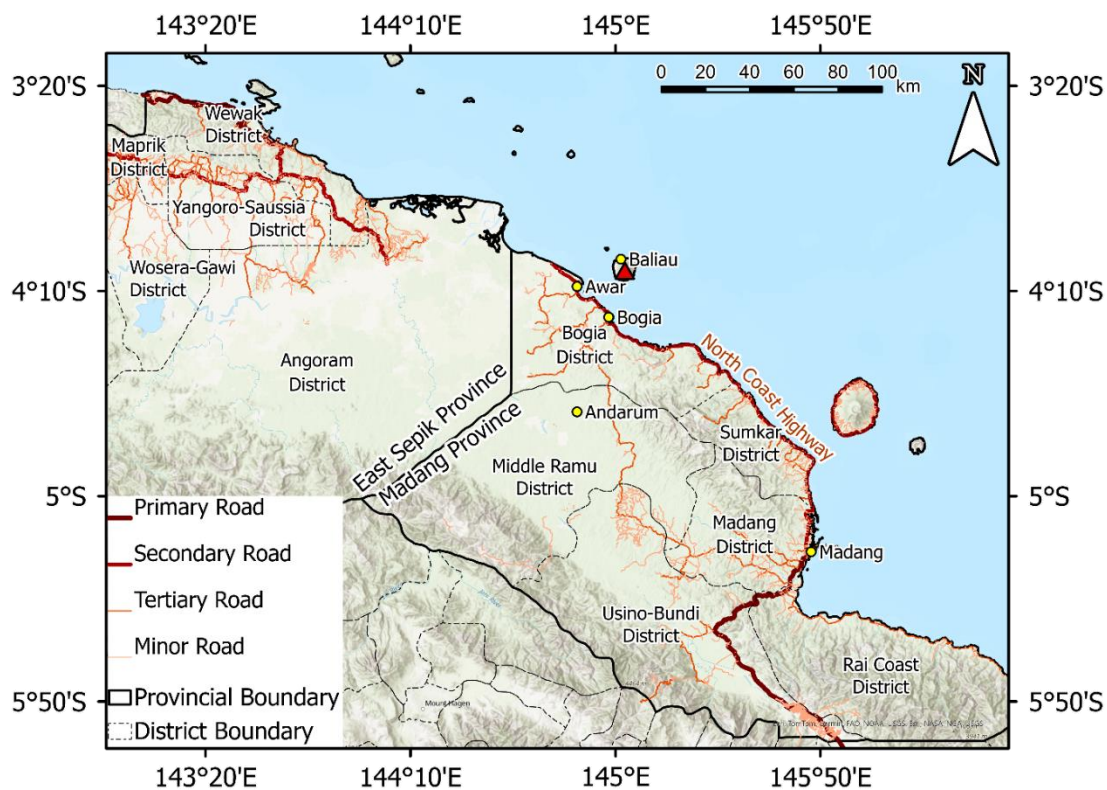 143°20'E 144°10'E 145°E 145°50'E
3°20'S
3°20'S
0 20 40 60 80 100
km
N
Wewak
District
Maprik
District
Yangoro-Saussia
District
Wosera-Gawi
District
4°10'S
4°10'S
Baliau
Awar
Bogia
Bogia
District
North Coast Highway
Angoram
District
East Sepik Province
Madang Province
Andarum
Sumkar
District
Middle Ramu
District
5°S
5°S
Madang
District
Madang
Usino-Bundi
District
Rai Coast
District
Primary Road
Secondary Road
Tertiary Road
Minor Road
Provincial Boundary
District Boundary
5°50'S
5°50'S
Mount Hagen
143°20'E 144°10'E 145°E 145°50'E